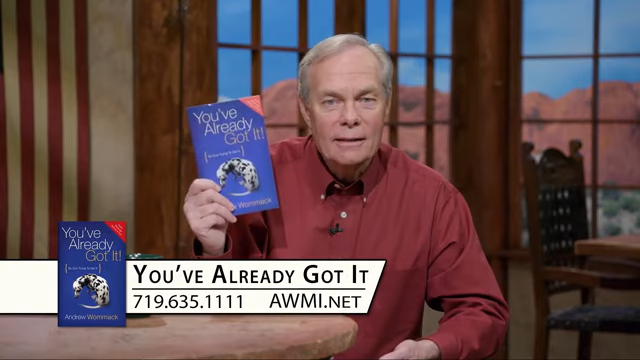 You've
Already
Got It!
Wommack
You've
Already
Got It!
Andrew Wommack
YOU'VE ALREADY GOT IT
719.635.1111 AWMI.NET